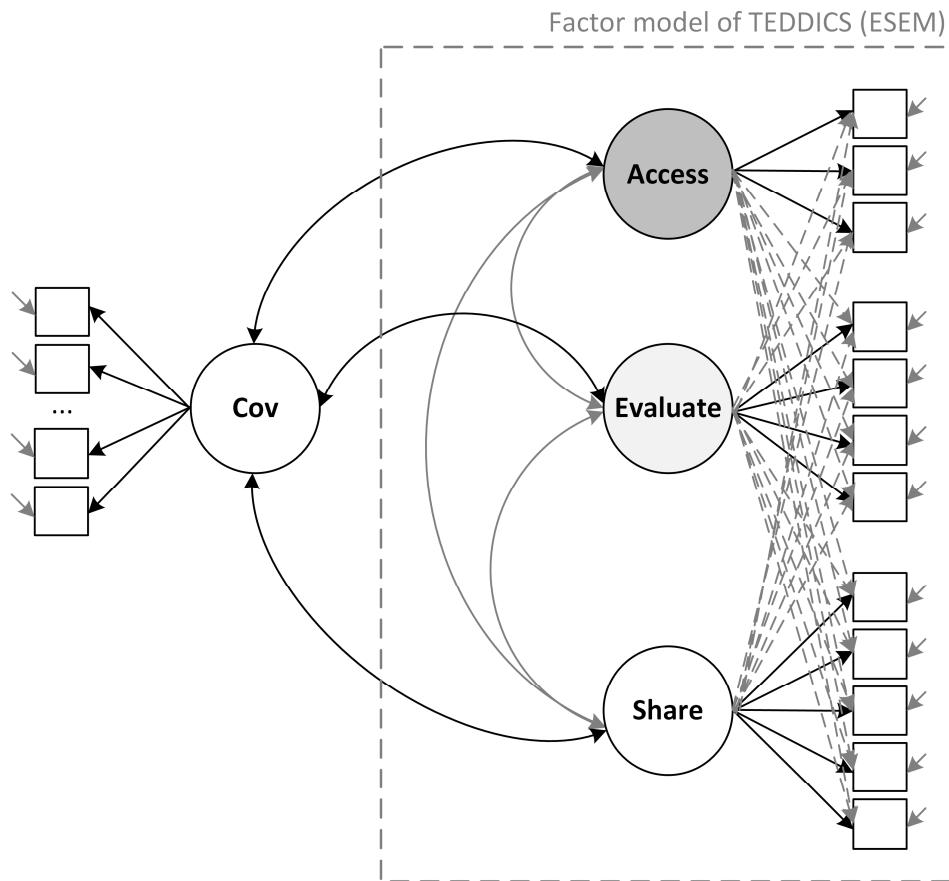 Factor model of TEDDICS (ESEM)
Access
...
Cov
Evaluate
Share